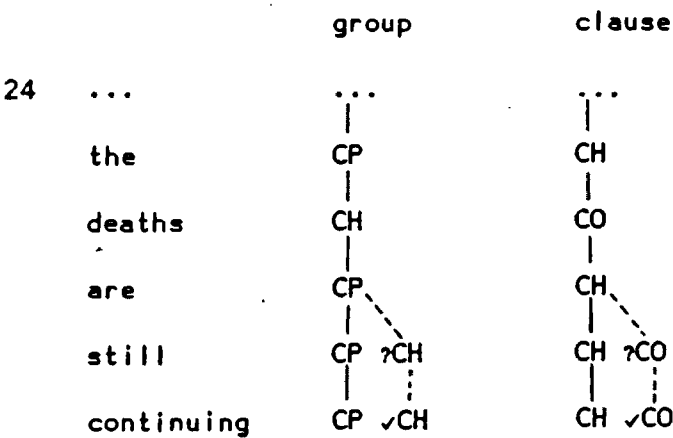 group clause
24 ... ... ...
the CP CH
deaths CH CO
are CP CH
still CP ?CH CH ?CO
continuing CP ✓CH CH ✓CO